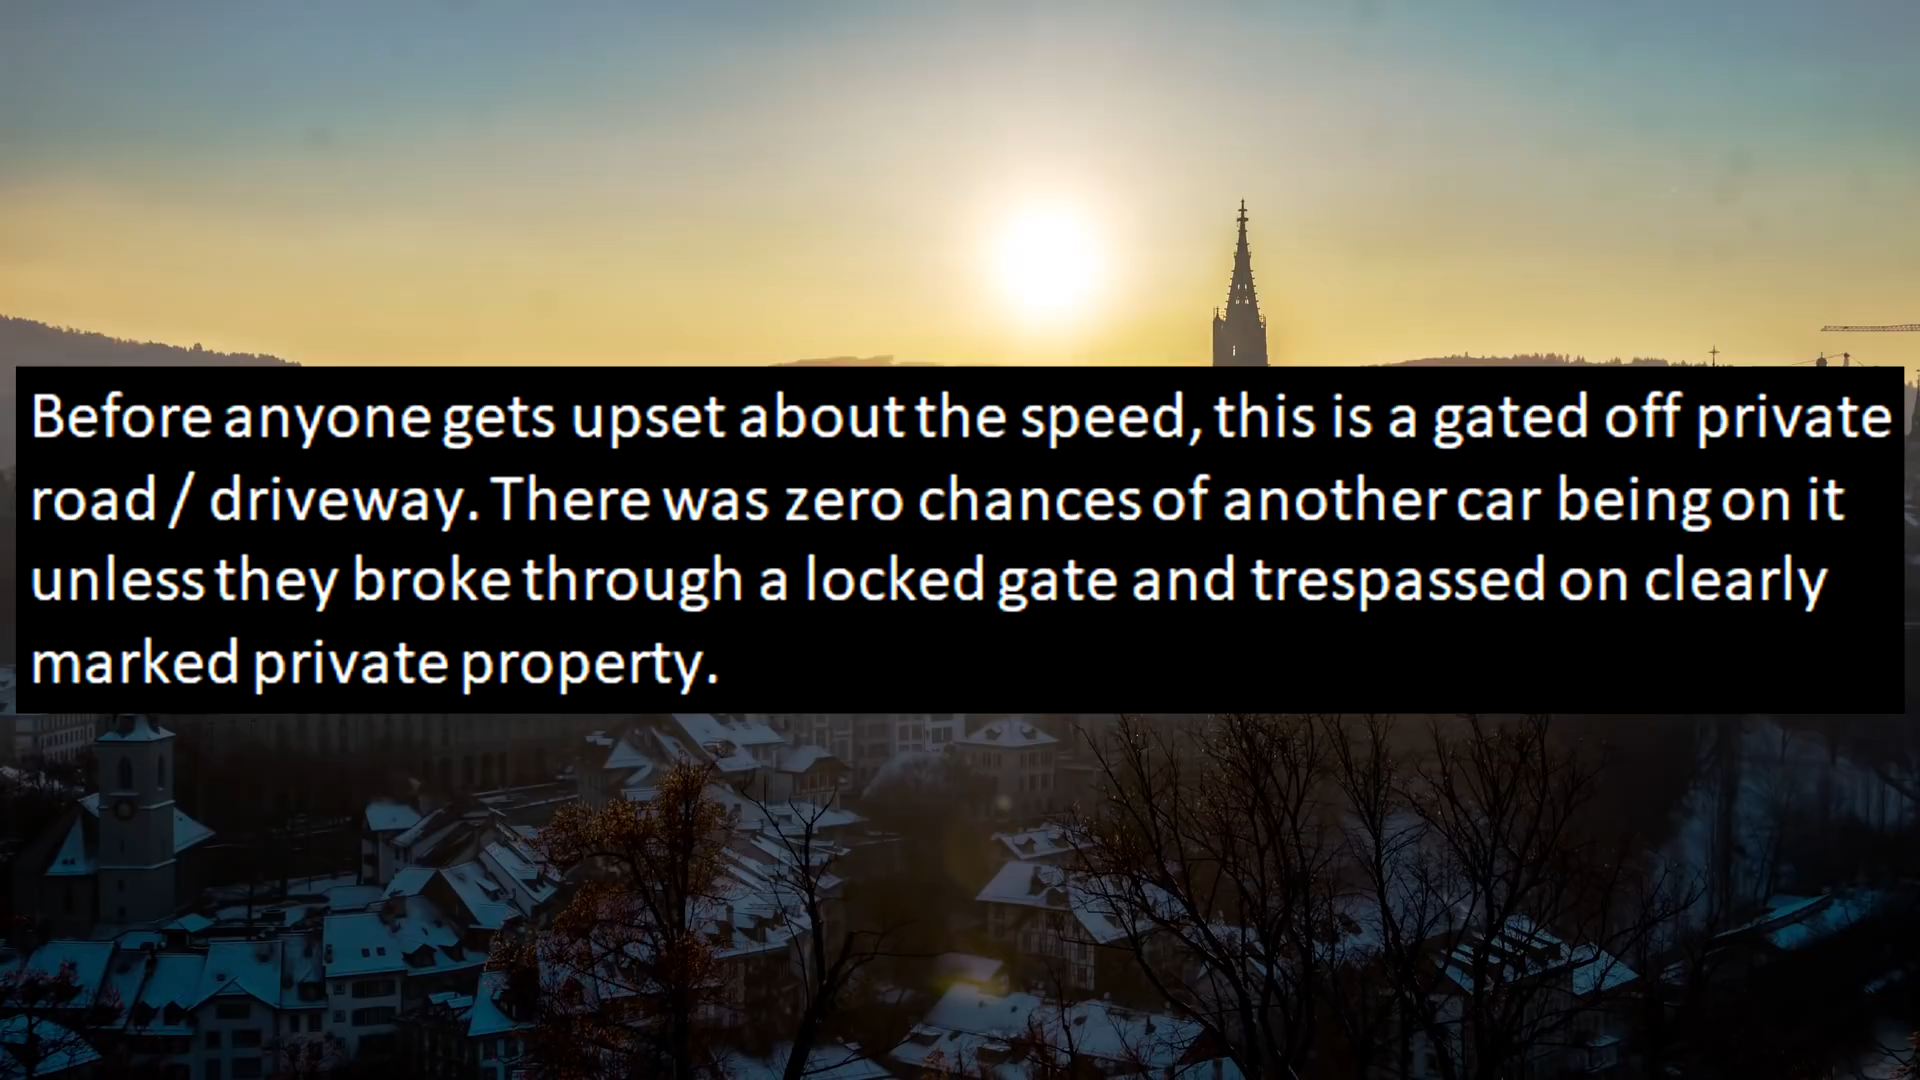 Before anyone gets upset about the speed, this is a gated off private
road / driveway. There was zero chances of another car being on it
unless they broke through a locked gate and trespassed on clearly
marked private property.